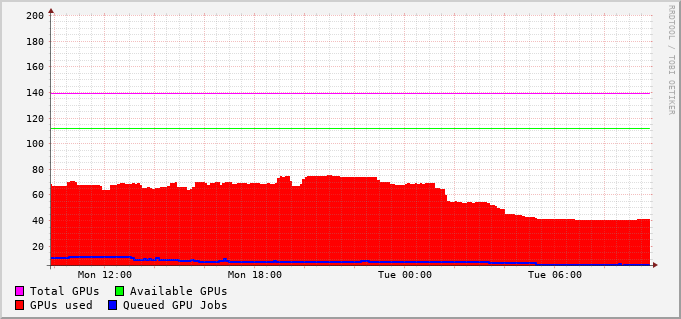 200
180
160
140
120
100
80
60
40
20
Mon 12:00 Mon 18:00 Tue 00:00 Tue 06:00
Total GPUs Available GPUs
GPUs used Queued GPU Jobs
RRDTOOL / TOBI OETIKER